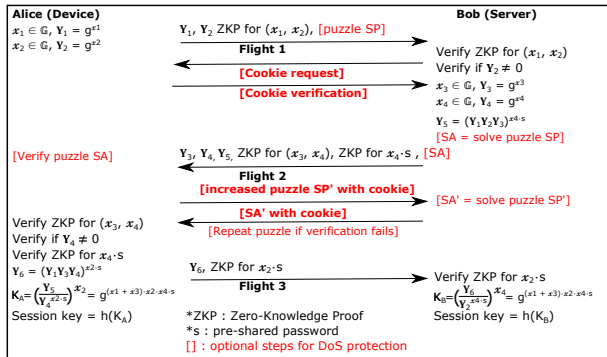 Alice (Device)
Bob (Server)
x₁ ∈ 𝔾, Y₁ = gˣ¹
x₂ ∈ 𝔾, Y₂ = gˣ²
Y₁, Y₂ ZKP for (x₁, x₂), [puzzle SP]
Flight 1
Verify ZKP for (x₁, x₂)
Verify if Y₂ ≠ 0
[Cookie request]
[Cookie verification]
x₃ ∈ 𝔾, Y₃ = gˣ³
x₄ ∈ 𝔾, Y₄ = gˣ⁴
Y₅ = (Y₁Y₂Y₃)ˣ⁴·ˢ
[SA = solve puzzle SP]
[Verify puzzle SA]
Y₃, Y₄, Y₅, ZKP for (x₃, x₄), ZKP for x₄·s , [SA]
Flight 2
[increased puzzle SP' with cookie]
[SA' = solve puzzle SP']
[SA' with cookie]
[Repeat puzzle if verification fails]
Verify ZKP for (x₃, x₄)
Verify if Y₄ ≠ 0
Verify ZKP for x₄·s
Y₆ = (Y₁Y₃Y₄)ˣ²·ˢ
K_A=(Y₅/Y₄ˣ²·ˢ)ˣ² = g⁽ˣ¹ ⁺ ˣ³⁾·ˣ²·ˣ⁴·ˢ
Session key = h(K_A)
Y₆, ZKP for x₂·s
Flight 3
Verify ZKP for x₂·s
K_B=(Y₆/Y₂ˣ⁴·ˢ)ˣ⁴ = g⁽ˣ¹ ⁺ ˣ³⁾·ˣ²·ˣ⁴·ˢ
Session key = h(K_B)
*ZKP : Zero-Knowledge Proof
*s : pre-shared password
[] : optional steps for DoS protection